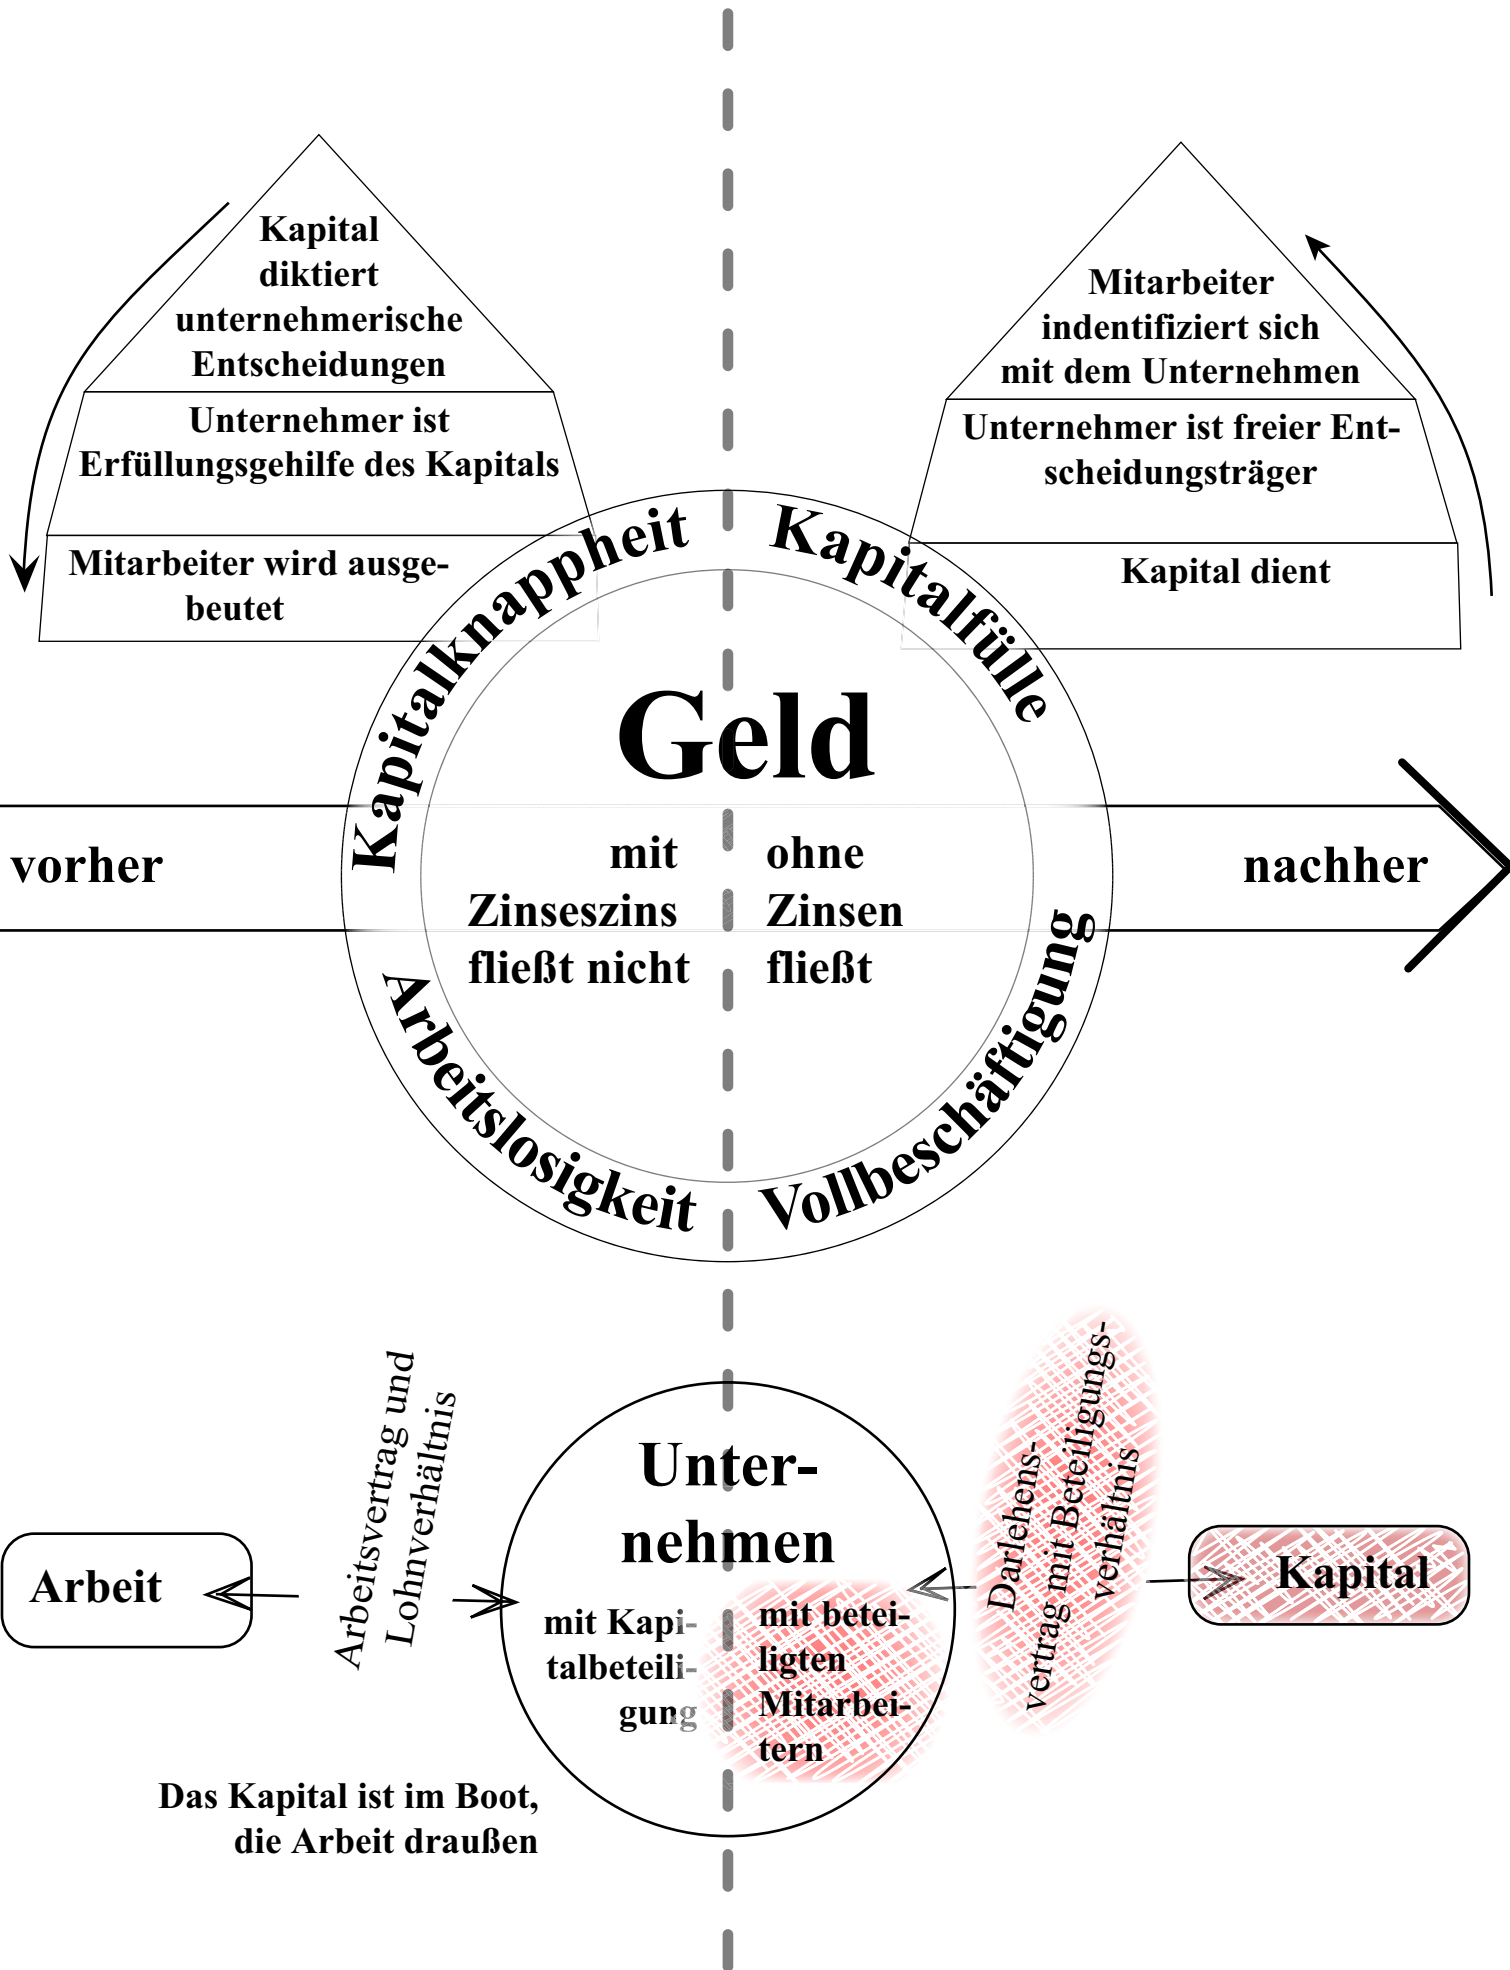 Kapital
diktiert
unternehmerische
Entscheidungen
Unternehmer ist
Erfüllungsgehilfe des Kapitals
Mitarbeiter wird ausge-
beutet
Mitarbeiter
indentifiziert sich
mit dem Unternehmen
Unternehmer ist freier Ent-
scheidungsträger
Kapital dient
Kapitalknappheit
Kapitalfülle
Geld
vorher
mit
Zinseszins
fließt nicht
ohne
Zinsen
fließt
nachher
Arbeitslosigkeit
Vollbeschäftigung
Arbeit
Arbeitsvertrag und
Lohnverhältnis
Unter-
nehmen
mit Kapi-
talbeteili-
gung
mit betei-
ligten
Mitarbei-
tern
Darlehens-
vertrag mit Beteiligungs-
verhältnis
Kapital
Das Kapital ist im Boot,
die Arbeit draußen